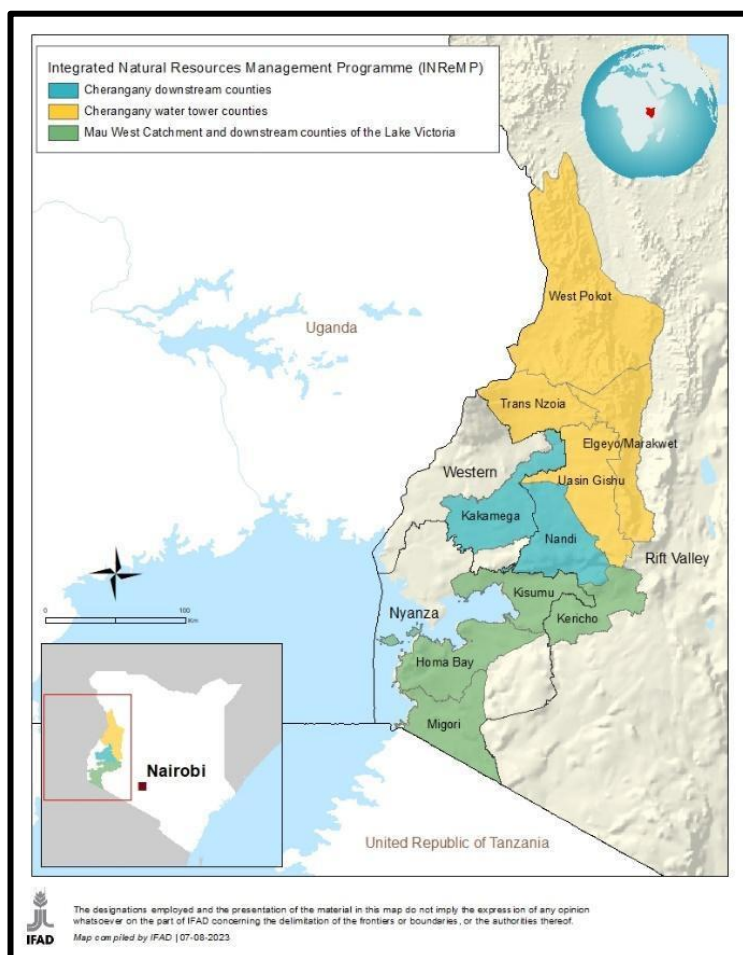 Integrated Natural Resources Management Programme (INReMP)
Cherangany downstream counties
Cherangany water tower counties
Mau West Catchment and downstream counties of the Lake Victoria
West Pokot
Uganda
Trans Nzoia
Elgeyo/Marakwet
Western
Uasin Gishu
Kakamega
Nandi
Rift Valley
Kisumu
Nyanza
Kericho
0
100
Km
Homa Bay
Migori
Nairobi
United Republic of Tanzania
The designations employed and the presentation of the material in this map do not imply the expression of any opinion
whatsoever on the part of IFAD concerning the delimitation of the frontiers or boundaries, or the authorities thereof.
IFAD
Map compiled by IFAD | 07-08-2023